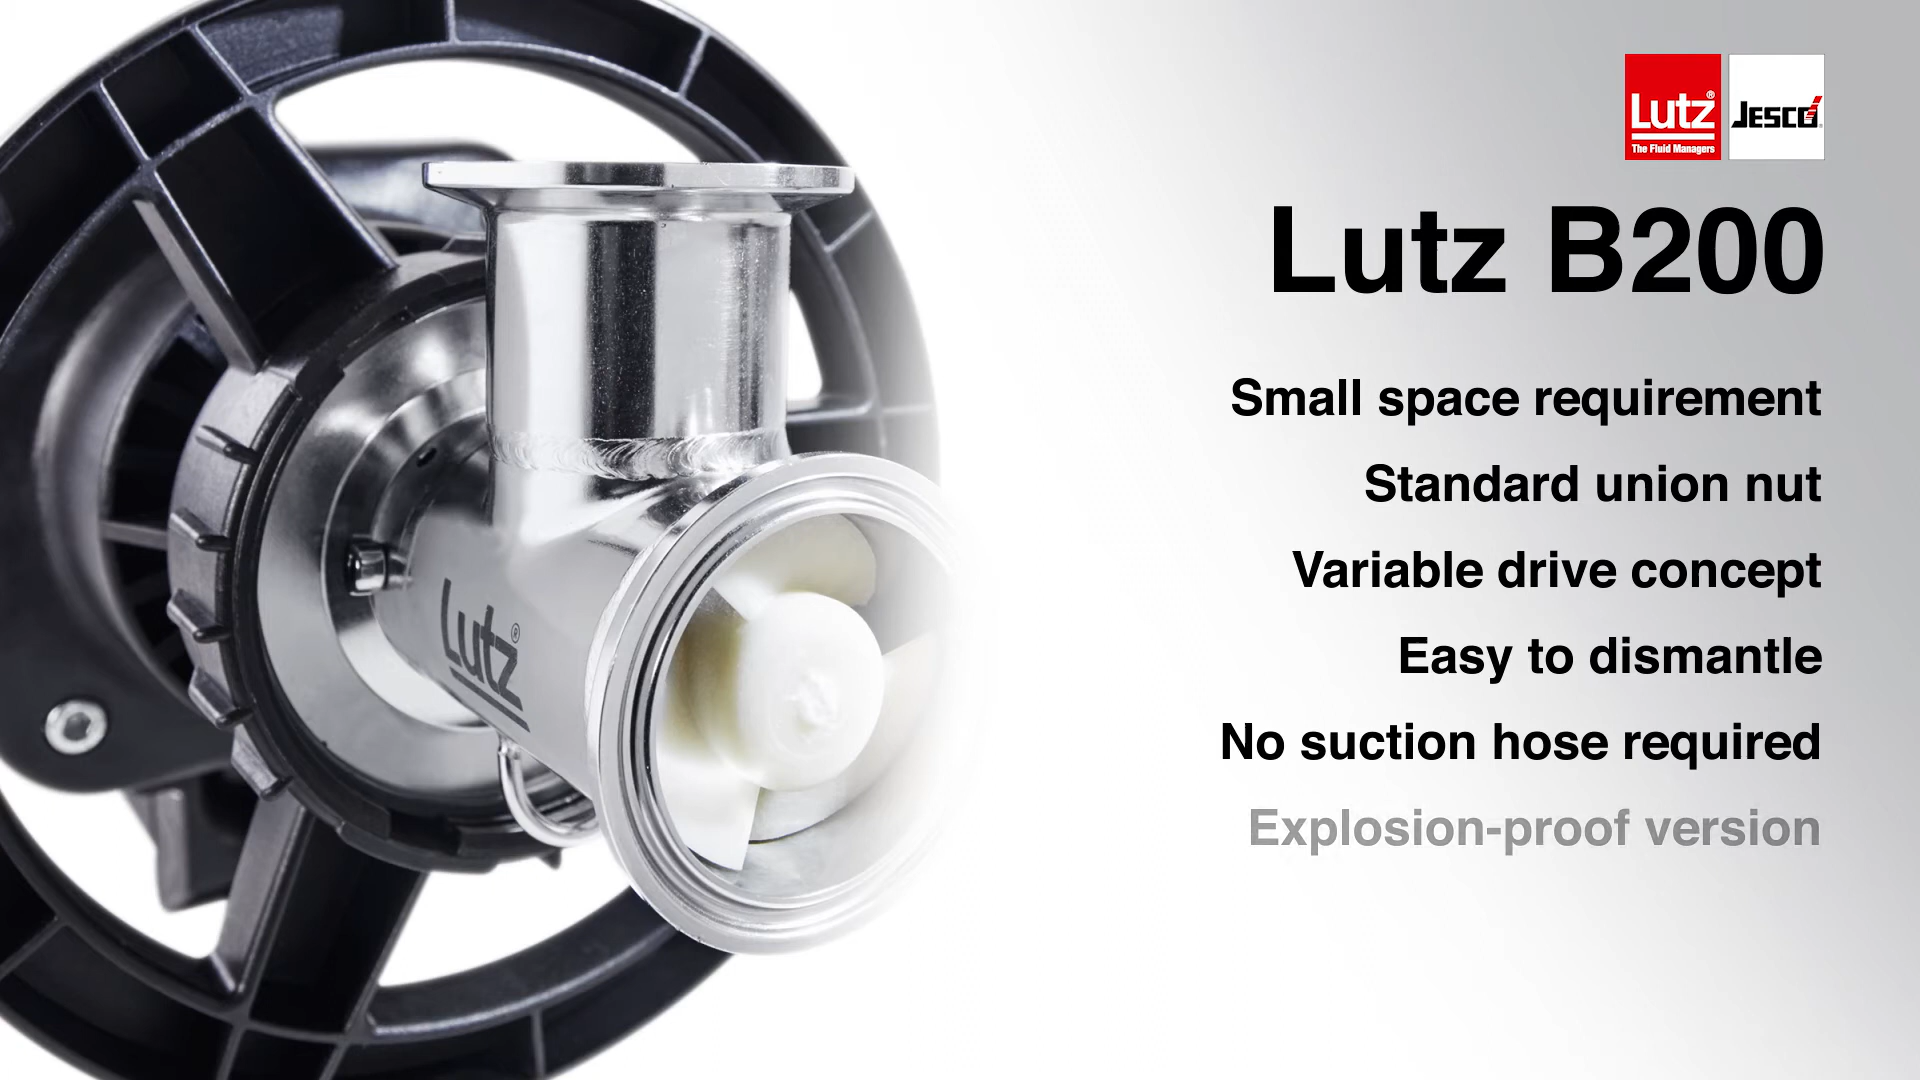 Lutz®
The Fluid Managers
JESCO
Lutz B200
Small space requirement
Standard union nut
Variable drive concept
Easy to dismantle
No suction hose required
Explosion-proof version
Lutz®